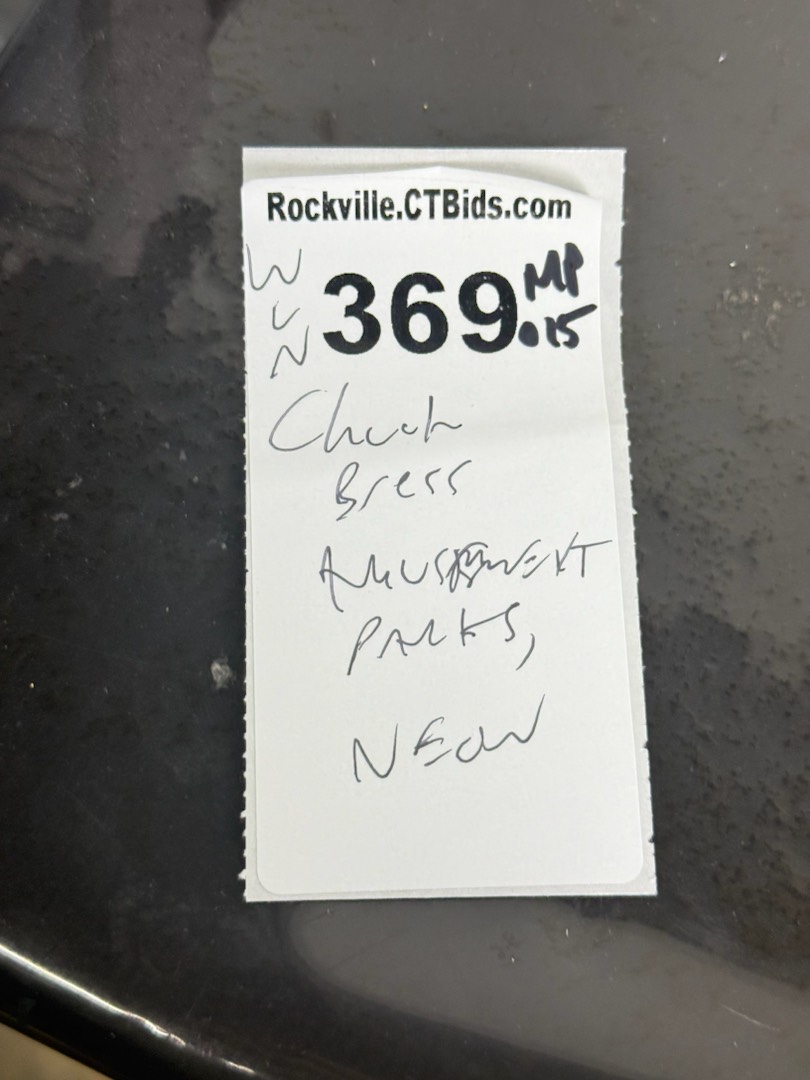 Rockville.CTBids.com
369 MP
.15
Chuck
Bress
AMUSEMENT
PARKS,
NEON